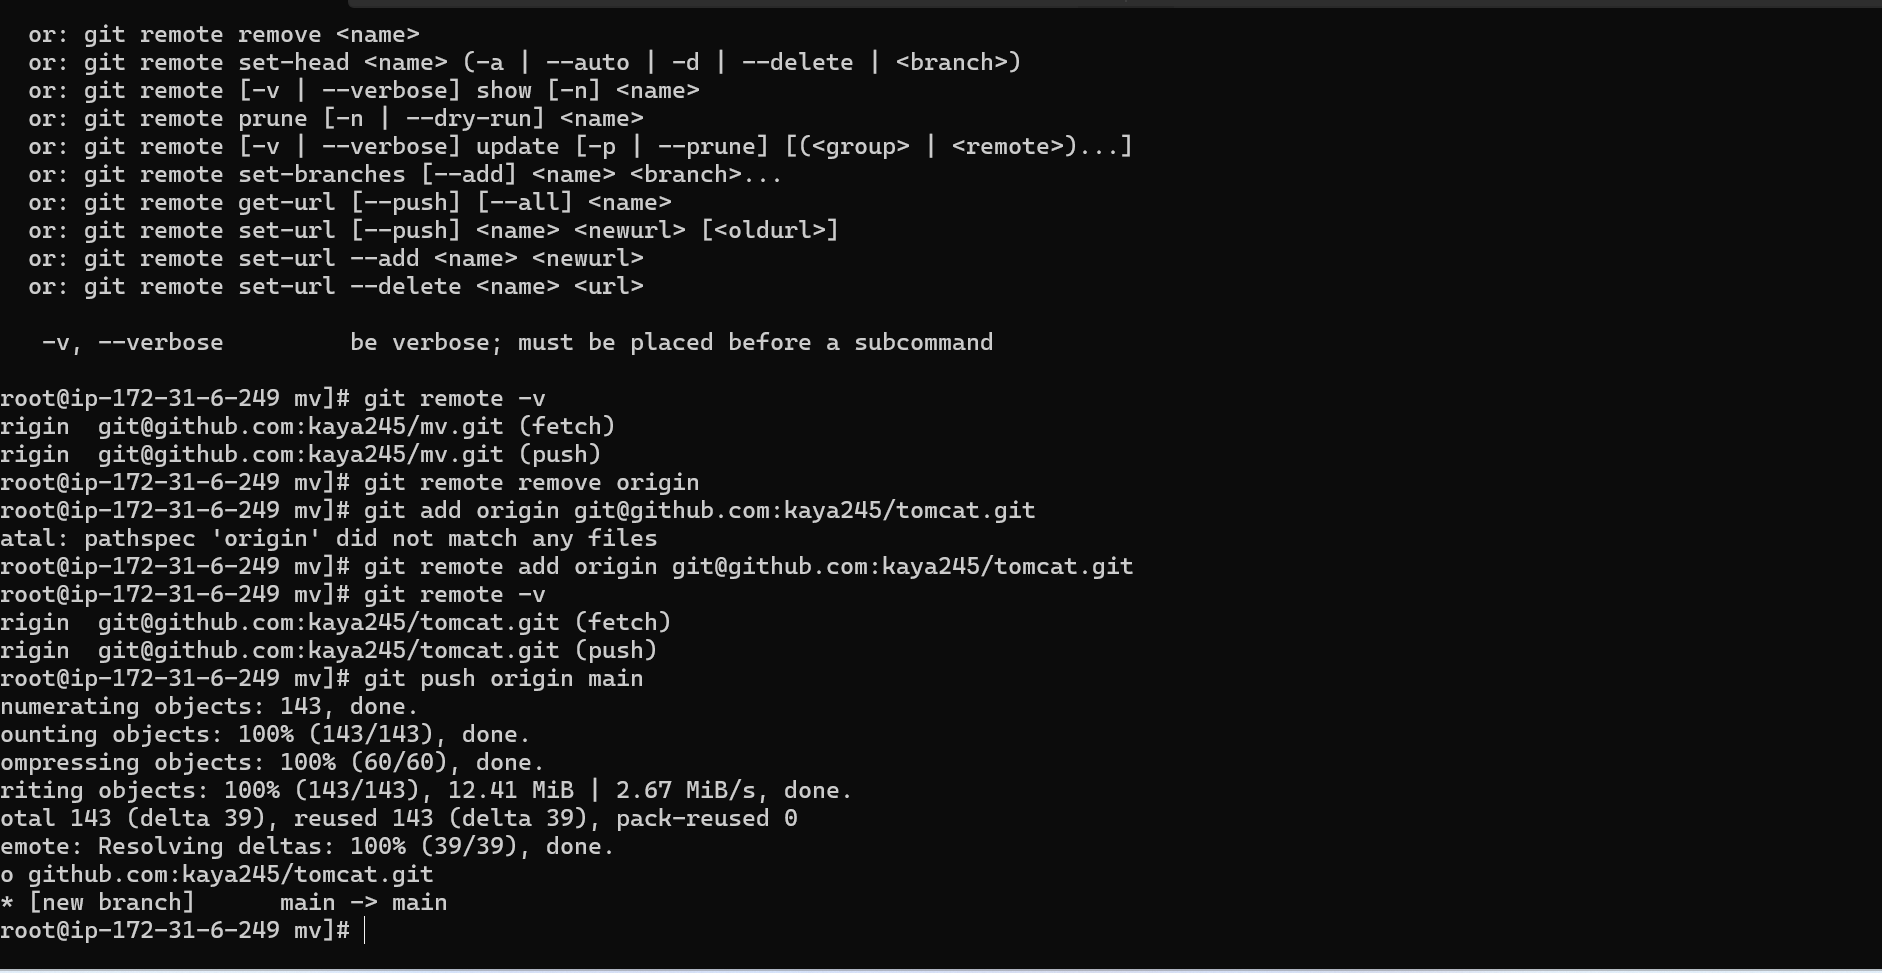 or: git remote remove <name>
or: git remote set-head <name> (-a | --auto | -d | --delete | <branch>)
or: git remote [-v | --verbose] show [-n] <name>
or: git remote prune [-n | --dry-run] <name>
or: git remote [-v | --verbose] update [-p | --prune] [(<group> | <remote>)...]
or: git remote set-branches [--add] <name> <branch>...
or: git remote get-url [--push] [--all] <name>
or: git remote set-url [--push] <name> <newurl> [<oldurl>]
or: git remote set-url --add <name> <newurl>
or: git remote set-url --delete <name> <url>
-v, --verbose         be verbose; must be placed before a subcommand
root@ip-172-31-6-249 mv]# git remote -v
rigin  git@github.com:kaya245/mv.git (fetch)
rigin  git@github.com:kaya245/mv.git (push)
root@ip-172-31-6-249 mv]# git remote remove origin
root@ip-172-31-6-249 mv]# git add origin git@github.com:kaya245/tomcat.git
atal: pathspec 'origin' did not match any files
root@ip-172-31-6-249 mv]# git remote add origin git@github.com:kaya245/tomcat.git
root@ip-172-31-6-249 mv]# git remote -v
rigin  git@github.com:kaya245/tomcat.git (fetch)
rigin  git@github.com:kaya245/tomcat.git (push)
root@ip-172-31-6-249 mv]# git push origin main
numerating objects: 143, done.
ounting objects: 100% (143/143), done.
ompressing objects: 100% (60/60), done.
riting objects: 100% (143/143), 12.41 MiB | 2.67 MiB/s, done.
otal 143 (delta 39), reused 143 (delta 39), pack-reused 0
emote: Resolving deltas: 100% (39/39), done.
o github.com:kaya245/tomcat.git
* [new branch]      main -> main
root@ip-172-31-6-249 mv]#